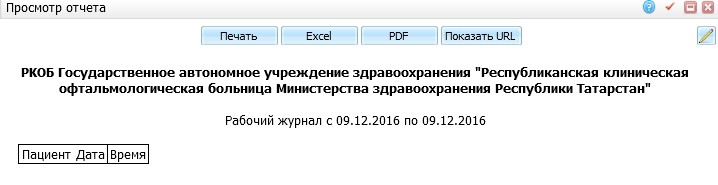 Просмотр отчета
Печать Excel PDF Показать URL
РКОБ Государственное автономное учреждение здравоохранения "Республиканская клиническая
офтальмологическая больница Министерства здравоохранения Республики Татарстан"
Рабочий журнал с 09.12.2016 по 09.12.2016
Пациент Дата Время